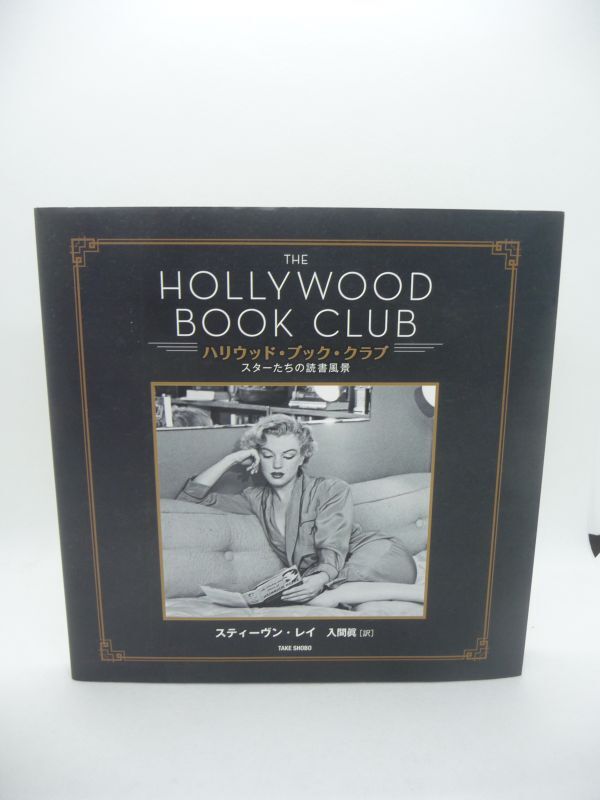 THE
HOLLYWOOD
BOOK CLUB
ハリウッド・ブック・クラブ
スターたちの読書風景
スティーヴン・レイ 入間眞[訳]
TAKE SHOBO